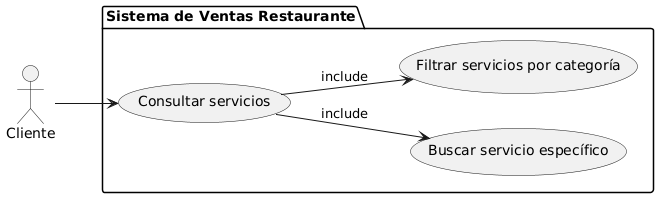 Sistema de Ventas Restaurante
Filtrar servicios por categoría
include
Consultar servicios
include
Cliente
Buscar servicio específico